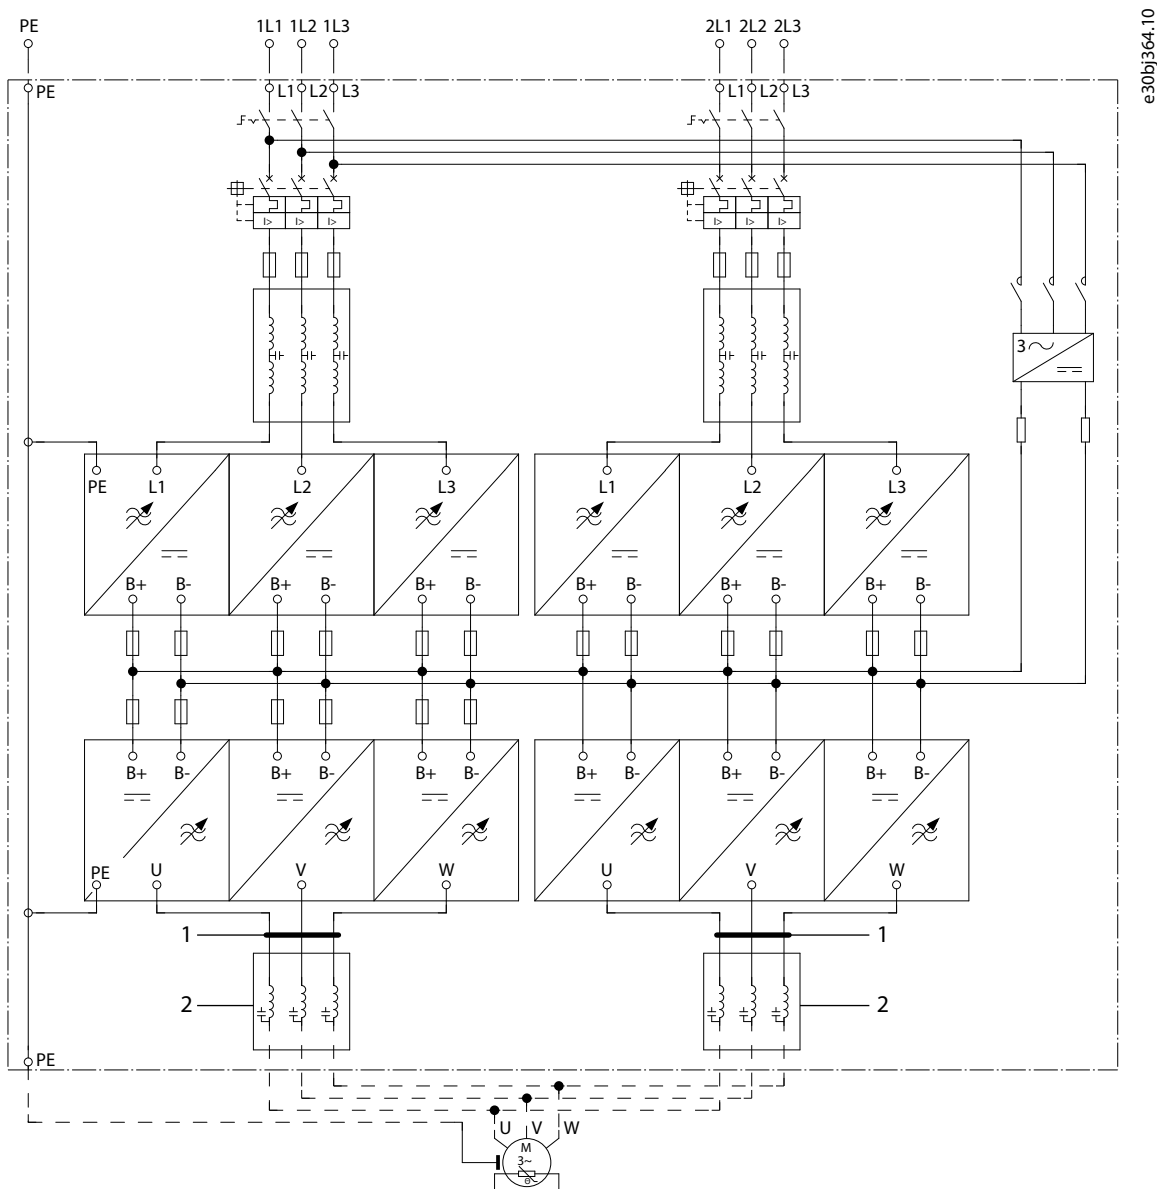 e30bj364.10
PE 1L1 1L2 1L3 2L1 2L2 2L3
PE L1 L2 L3 L1 L2 L3
I> I> I> I> I> I>
3
PE L1 L2 L3 L1 L2 L3
B+ B- B+ B- B+ B- B+ B- B+ B- B+ B-
B+ B- B+ B- B+ B- B+ B- B+ B- B+ B-
PE U V W U V W
1 1
2 2
PE
U V W
M
3~
θ